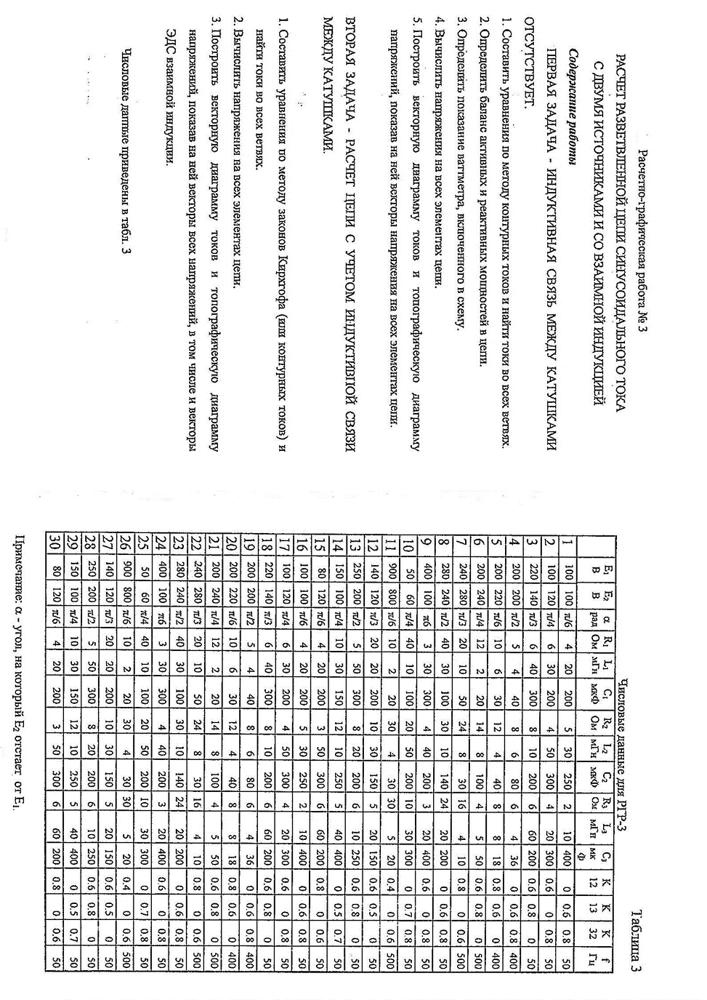 Расчетно-графическая работа № 3
РАСЧЕТ РАЗВЕТВЛЕННОЙ ЦЕПИ СИНУСОИДАЛЬНОГО ТОКА
С ДВУМЯ ИСТОЧНИКАМИ И СО ВЗАИМНОЙ ИНДУКЦИЕЙ
Содержание работы
ПЕРВАЯ ЗАДАЧА - ИНДУКТИВНАЯ СВЯЗЬ МЕЖДУ КАТУШКАМИ
ОТСУТСТВУЕТ.
1. Составить уравнения по методу контурных токов и найти токи во всех ветвях.
2. Определить баланс активных и реактивных мощностей в цепи.
3. Определить показание ваттметра, включенного в схему.
4. Вычислить напряжения на всех элементах цепи.
5. Построить векторную диаграмму токов и топографическую диаграмму
напряжений, показав на ней векторы напряжения на всех элементах цепи.
ВТОРАЯ ЗАДАЧА - РАСЧЕТ ЦЕПИ С УЧЕТОМ ИНДУКТИВНОЙ СВЯЗИ
МЕЖДУ КАТУШКАМИ.
1. Составить уравнения по методу законов Кирхгофа (или контурных токов) и
найти токи во всех ветвях.
2. Вычислить напряжения на всех элементах цепи.
3. Построить векторную диаграмму токов и топографическую диаграмму
напряжений, показав на ней векторы всех напряжений, в том числе и векторы
ЭДС взаимной индукции.
Числовые данные приведены в табл. 3
Таблица 3
Числовые данные для РГР-3
E₁ E₂ α R₁ L₁ C₁ R₂ L₂ C₂ R₃ L₃ C₃ К К К f
В В рад Ом мГн мкФ Ом мГн мкФ Ом мГн мкФ 12 13 32 Гц
1 100 100 π/6 4 20 200 5 30 250 2 10 400 0 0.6 0.8 50
2 100 120 π/4 6 30 200 4 50 300 4 20 300 0.6 0 0.8 50
3 220 140 π/3 6 40 300 8 10 200 6 60 200 0.6 0.8 0 50
4 200 200 π/2 5 4 40 8 6 80 6 4 36 0 0.6 0.8 400
5 200 220 π/6 10 6 30 12 4 40 8 8 18 0.8 0.6 0 400
6 200 240 π/4 12 2 20 14 8 100 4 5 50 0.6 0.8 0 500
7 240 280 π/3 20 10 50 24 8 30 16 4 10 0.8 0 0.6 500
8 280 240 π/2 40 30 100 30 10 140 24 20 200 0 0.6 0.8 50
9 400 100 π6 3 30 300 4 40 200 3 20 400 0.6 0 0.8 50
10 50 60 π/4 40 10 100 20 50 200 10 30 300 0 0.7 0.8 50
11 900 800 π/6 10 2 20 30 4 30 30 5 20 0.4 0 0.6 500
12 140 120 π/3 20 20 200 10 30 150 5 20 150 0.6 0.5 0 50
13 250 200 π/2 5 50 300 8 20 200 6 10 250 0.6 0.8 0 50
14 150 100 π/4 10 30 150 12 10 250 5 40 400 0 0.5 0.7 50
15 80 120 π/6 4 20 200 3 50 300 6 60 200 0.8 0 0.6 50
16 100 100 π/6 4 20 200 5 30 250 2 10 400 0 0.6 0.8 50
17 100 120 π/4 6 30 200 4 50 300 4 20 300 0.6 0 0.8 50
18 220 140 π/3 6 40 300 8 10 200 6 60 200 0.6 0.8 0 50
19 200 200 π/2 5 4 40 8 6 80 6 4 36 0 0.6 0.8 400
20 200 220 π/6 10 6 30 12 4 40 8 8 18 0.8 0.6 0 400
21 200 240 π/4 12 2 20 14 8 100 4 5 50 0.6 0.8 0 500
22 240 280 π/3 20 10 50 24 8 30 16 4 10 0.8 0 0.6 500
23 280 240 π/2 40 30 100 30 10 140 24 20 200 0 0.6 0.8 50
24 400 100 π6 3 30 300 4 40 200 3 20 400 0.6 0 0.8 50
25 50 60 π/4 40 10 100 20 50 200 10 30 300 0 0.7 0.8 50
26 900 800 π/6 10 2 20 30 4 30 30 5 20 0.4 0 0.6 500
27 140 120 π/3 20 20 200 10 30 150 5 20 150 0.6 0.5 0 50
28 250 200 π/2 5 50 300 8 20 200 6 10 250 0.6 0.8 0 50
29 150 100 π/4 10 30 150 12 10 250 5 40 400 0 0.5 0.7 50
30 80 120 π/6 4 20 200 3 50 300 6 60 200 0.8 0 0.6 50
Примечание: α - угол, на который E₂ отстает от E₁.